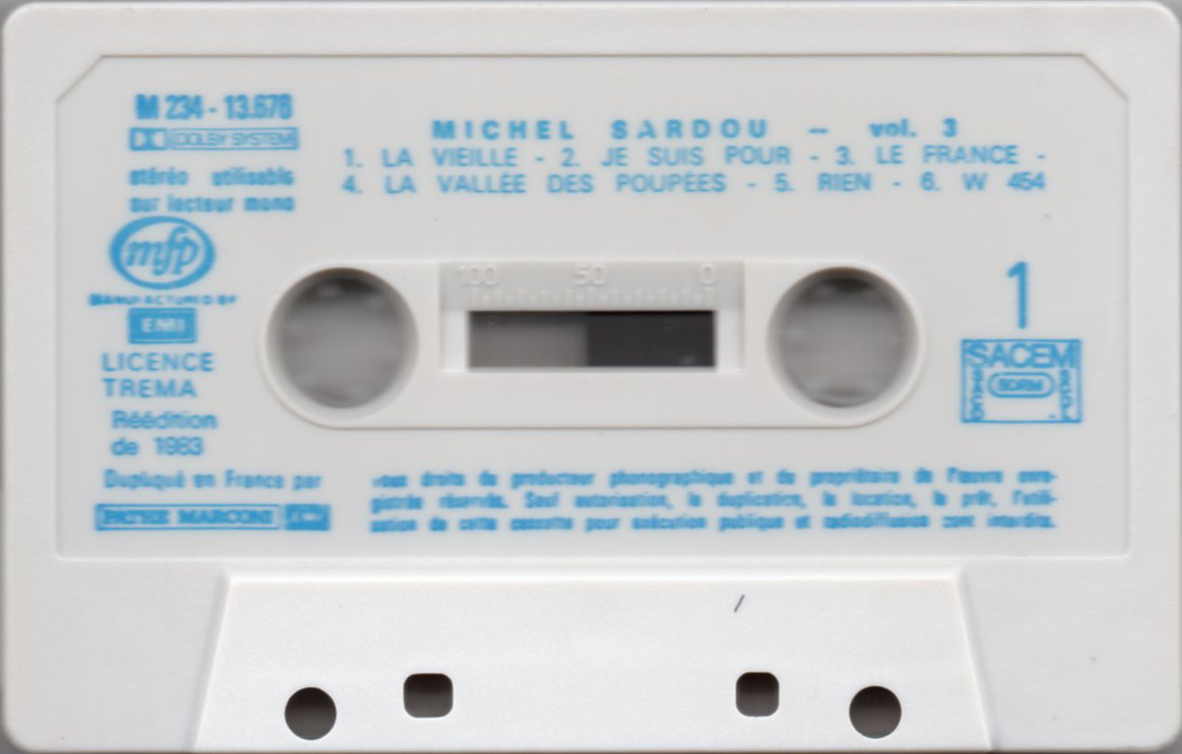 M 234 - 13.676
DOLBY SYSTEM
stéréo utilisable
sur lecteur mono
mfp
MANUFACTURED BY
EMI
LICENCE
TREMA
Réédition
de 1983
Dupliqué en France par
PATHE MARCONI
MICHEL SARDOU – vol. 3
1. LA VIEILLE - 2. JE SUIS POUR - 3. LE FRANCE -
4. LA VALLÉE DES POUPÉES - 5. RIEN - 6. W 454
100 50 0
1
SACEM
SDRM
Tous droits du producteur phonographique et du propriétaire de l'œuvre enre-
gistrée réservés. Sauf autorisation, la duplication, la location, le prêt, l'utili-
sation de cette cassette pour exécution publique et radiodiffusion sont interdits.